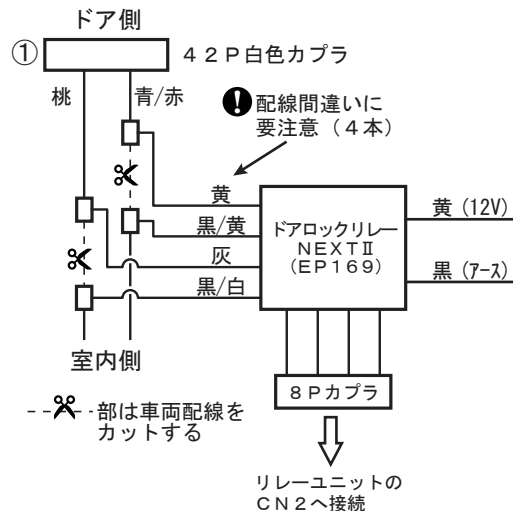 ドア側
① 42P白色カプラ
桃
青/赤
! 配線間違いに
要注意（4本）
黄
黒/黄
灰
黒/白
ドアロックリレー
NEXTⅡ
(EP169)
黄 (12V)
黒 (アース)
室内側
8Pカプラ
部は車両配線を
カットする
リレーユニットの
CN2へ接続